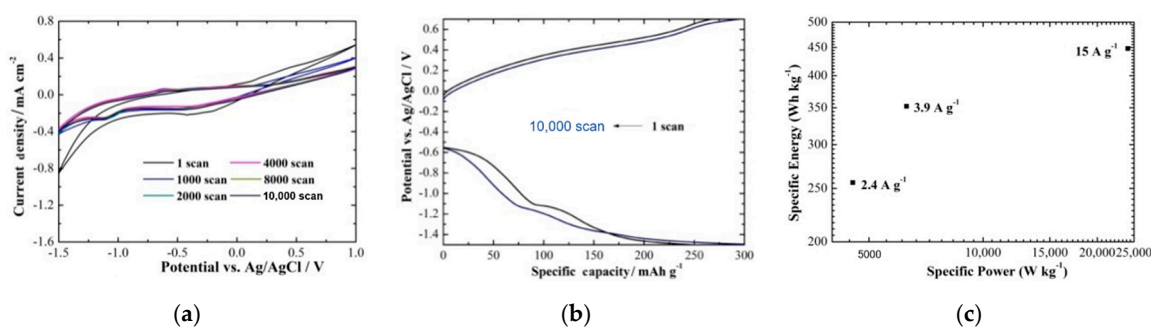 0.8
0.4
0.0
-0.4
-0.8
-1.2
-1.6
-1.5 -1.0 -0.5 0.0 0.5 1.0
Current density / mA cm⁻²
Potential vs. Ag/AgCl / V
1 scan
1000 scan
2000 scan
4000 scan
8000 scan
10,000 scan
(a)
0.6
0.4
0.2
0.0
-0.2
-0.4
-0.6
-0.8
-1.0
-1.2
-1.4
0 50 100 150 200 250 300
Potential vs. Ag/AgCl / V
Specific capacity/ mAh g⁻¹
10,000 scan
1 scan
(b)
500
450
400
350
300
250
200
5000 10,000 15,000 20,000 25,000
Specific Energy (Wh kg⁻¹)
Specific Power (W kg⁻¹)
15 A g⁻¹
3.9 A g⁻¹
2.4 A g⁻¹
(c)